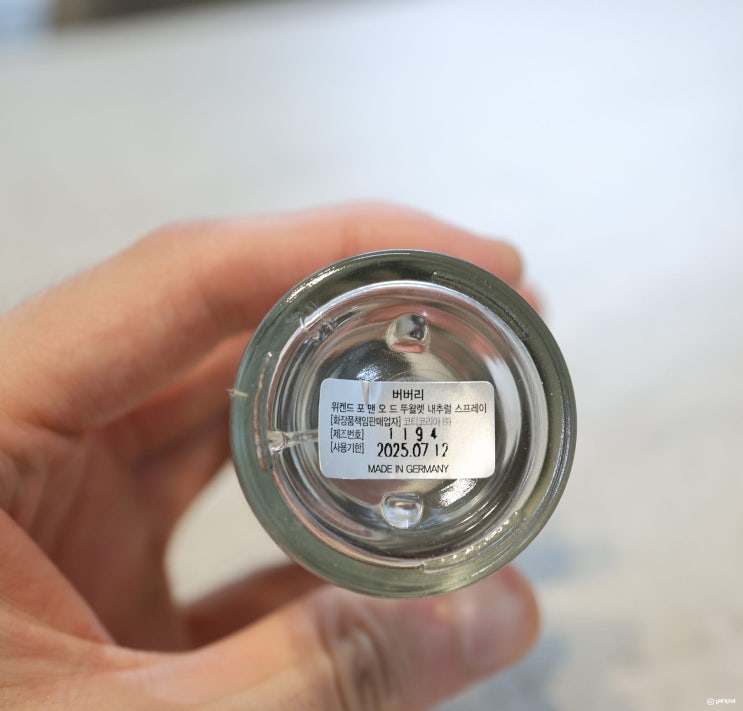 버버리
위켄드 포 맨 오 드 뚜왈렛 내추럴 스프레이
[화장품책임판매업자] 코티코리아 ㈜
[제조번호] 1194
[사용기한] 2025.07.12
MADE IN GERMANY